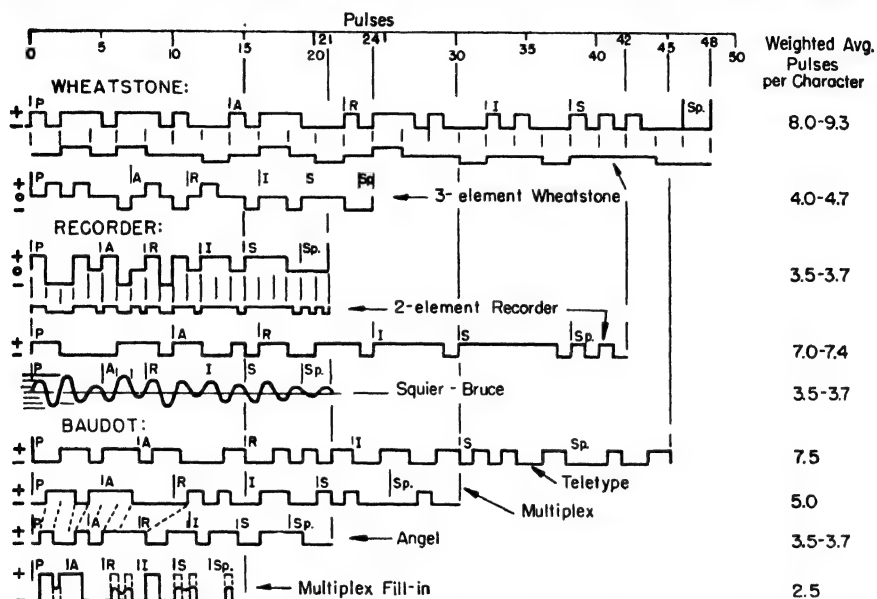 Pulses
0 5 10 15 20 121 241 30 35 40 42 45 48 50
Weighted Avg.
Pulses
per Character
WHEATSTONE:
P A R I S Sp.
+ − 8.0-9.3
P A R I S Sp
+ o − 3-element Wheatstone 4.0-4.7
RECORDER:
P A R I S Sp.
+ o − 3.5-3.7
2-element Recorder
P A R I S Sp.
+ − 7.0-7.4
P A R I S Sp.
Squier-Bruce 3.5-3.7
BAUDOT:
P A R I S Sp.
+ − 7.5
Teletype
P A R I S Sp.
+ − 5.0
Multiplex
P A R I S Sp.
+ − Angel 3.5-3.7
P A R I S Sp.
+ Multiplex Fill-in 2.5